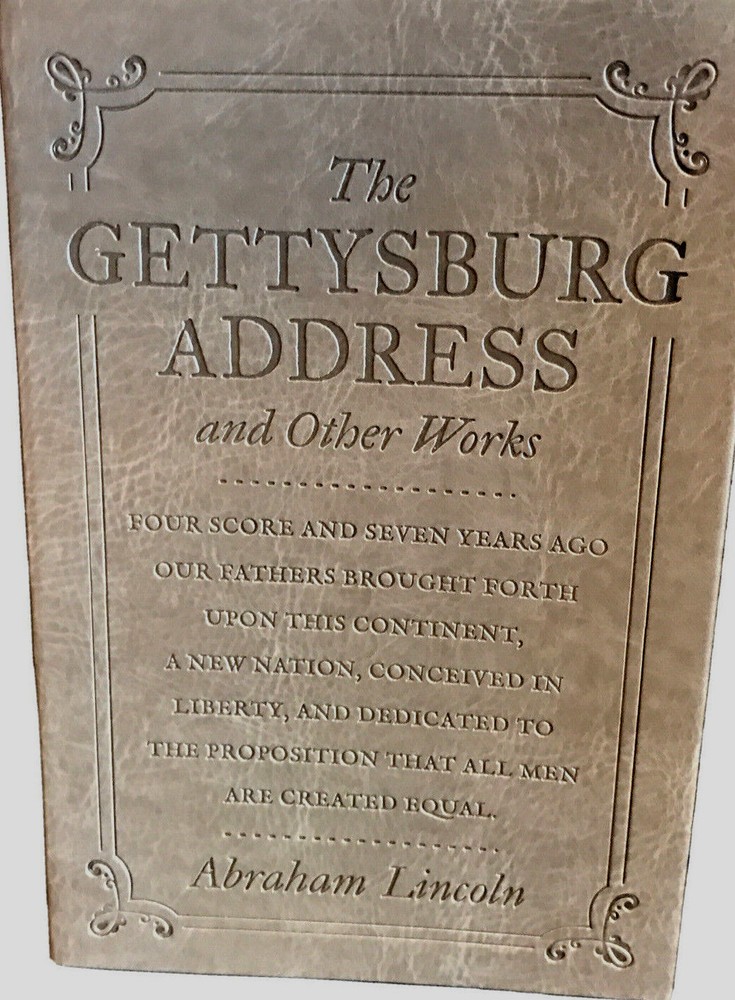 The
GETTYSBURG
ADDRESS
and Other Works
FOUR SCORE AND SEVEN YEARS AGO
OUR FATHERS BROUGHT FORTH
UPON THIS CONTINENT,
A NEW NATION, CONCEIVED IN
LIBERTY, AND DEDICATED TO
THE PROPOSITION THAT ALL MEN
ARE CREATED EQUAL.
Abraham Lincoln